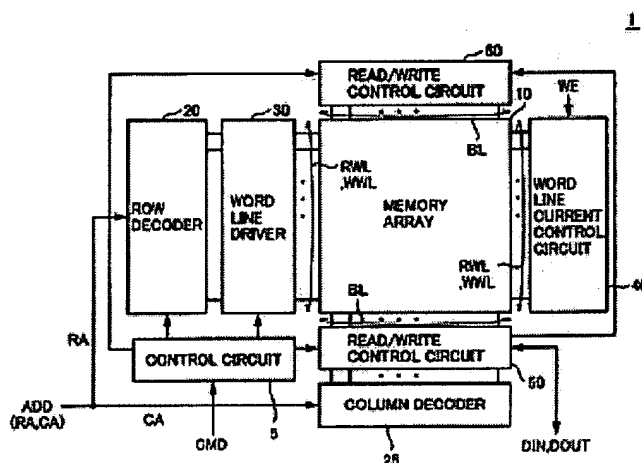 1
60
READ/WRITE
CONTROL CIRCUIT
20
30
10
WE
BL
ROW
DECODER
WORD
LINE
DRIVER
RWL
,WWL
MEMORY
ARRAY
WORD
LINE
CURRENT
CONTROL
CIRCUIT
RWL
,WWL
BL
40
RA
CONTROL CIRCUIT
READ/WRITE
CONTROL CIRCUIT
50
ADD
(RA,CA)
CA
5
COLUMN DECODER
CMD
25
DIN,DOUT